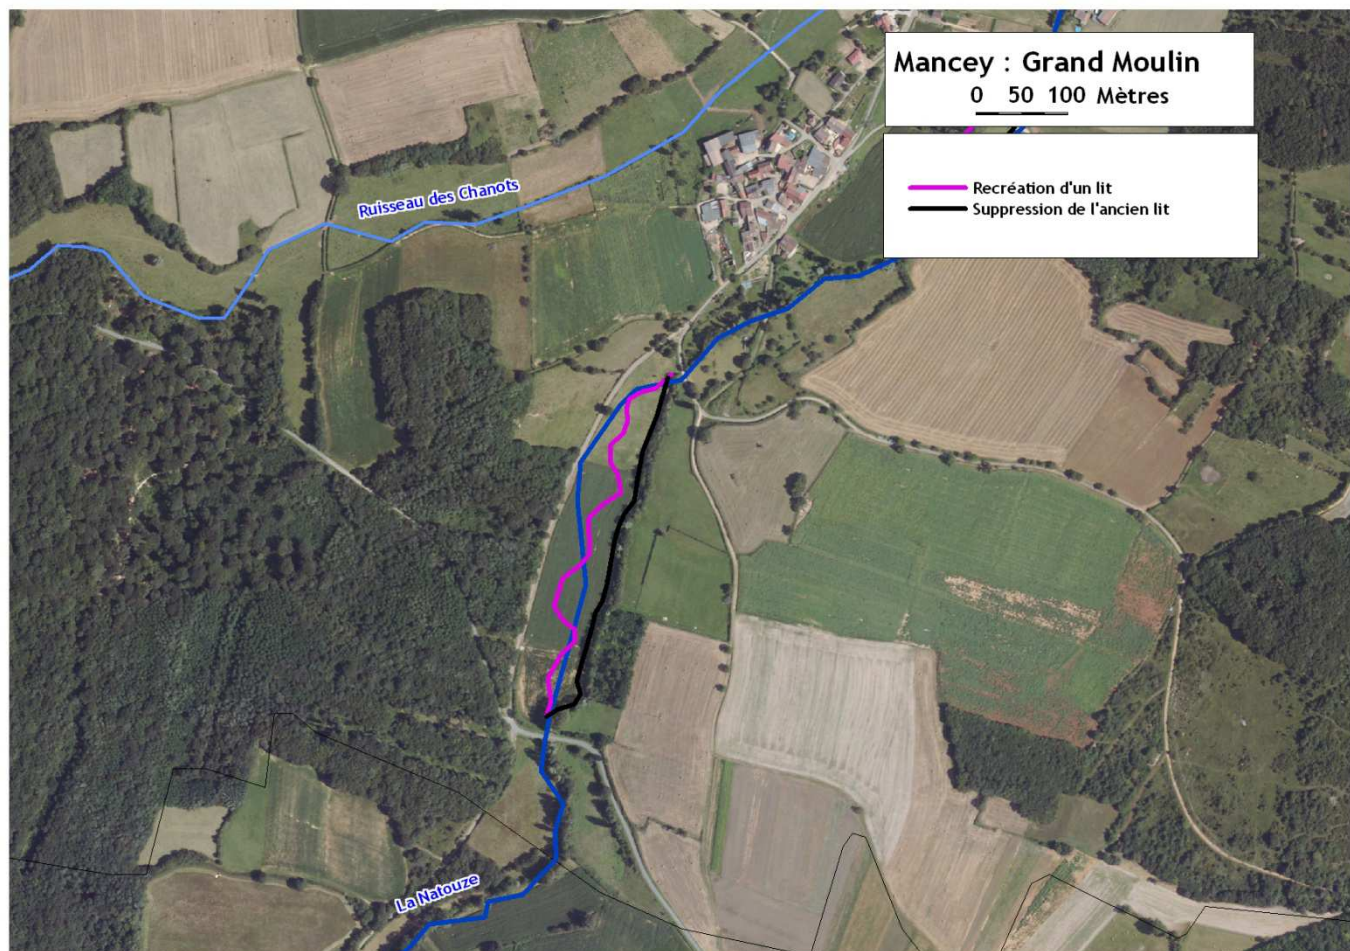 Mancey : Grand Moulin
0 50 100 Mètres
Recréation d'un lit
Suppression de l'ancien lit
Ruisseau des Chanots
La Natouze